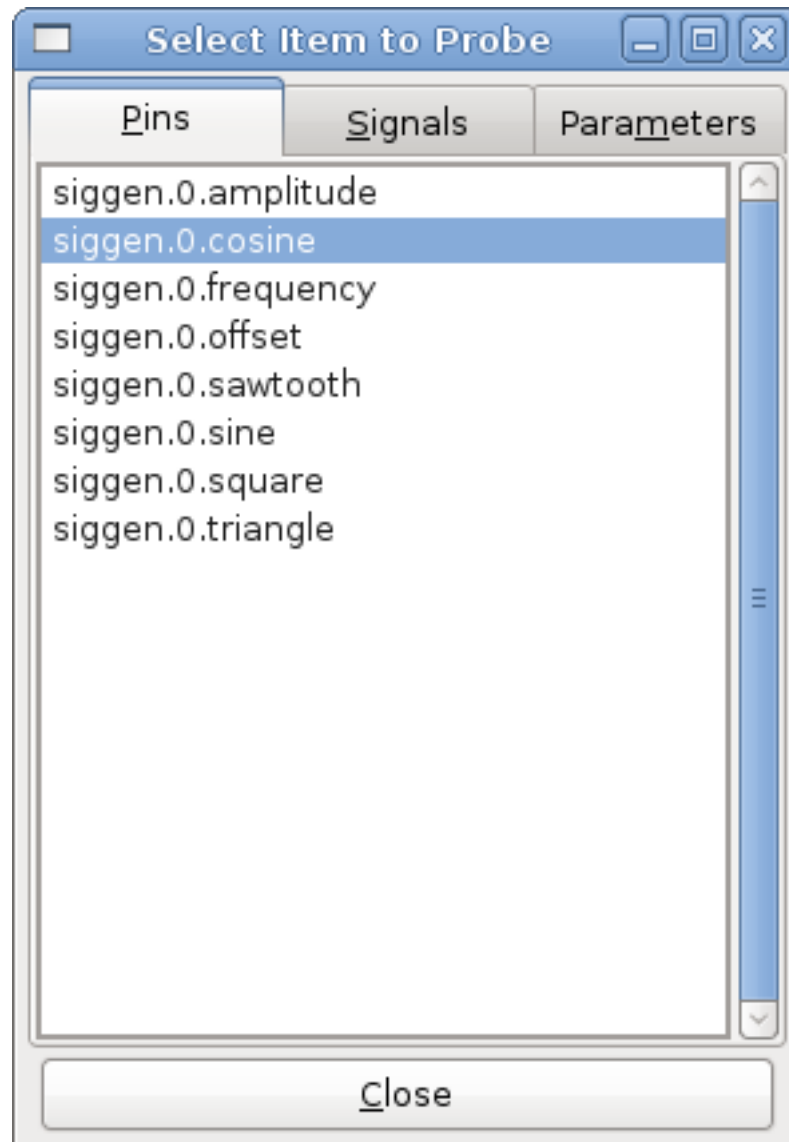 Select Item to Probe
Pins Signals Parameters
siggen.0.amplitude
siggen.0.cosine
siggen.0.frequency
siggen.0.offset
siggen.0.sawtooth
siggen.0.sine
siggen.0.square
siggen.0.triangle
Close